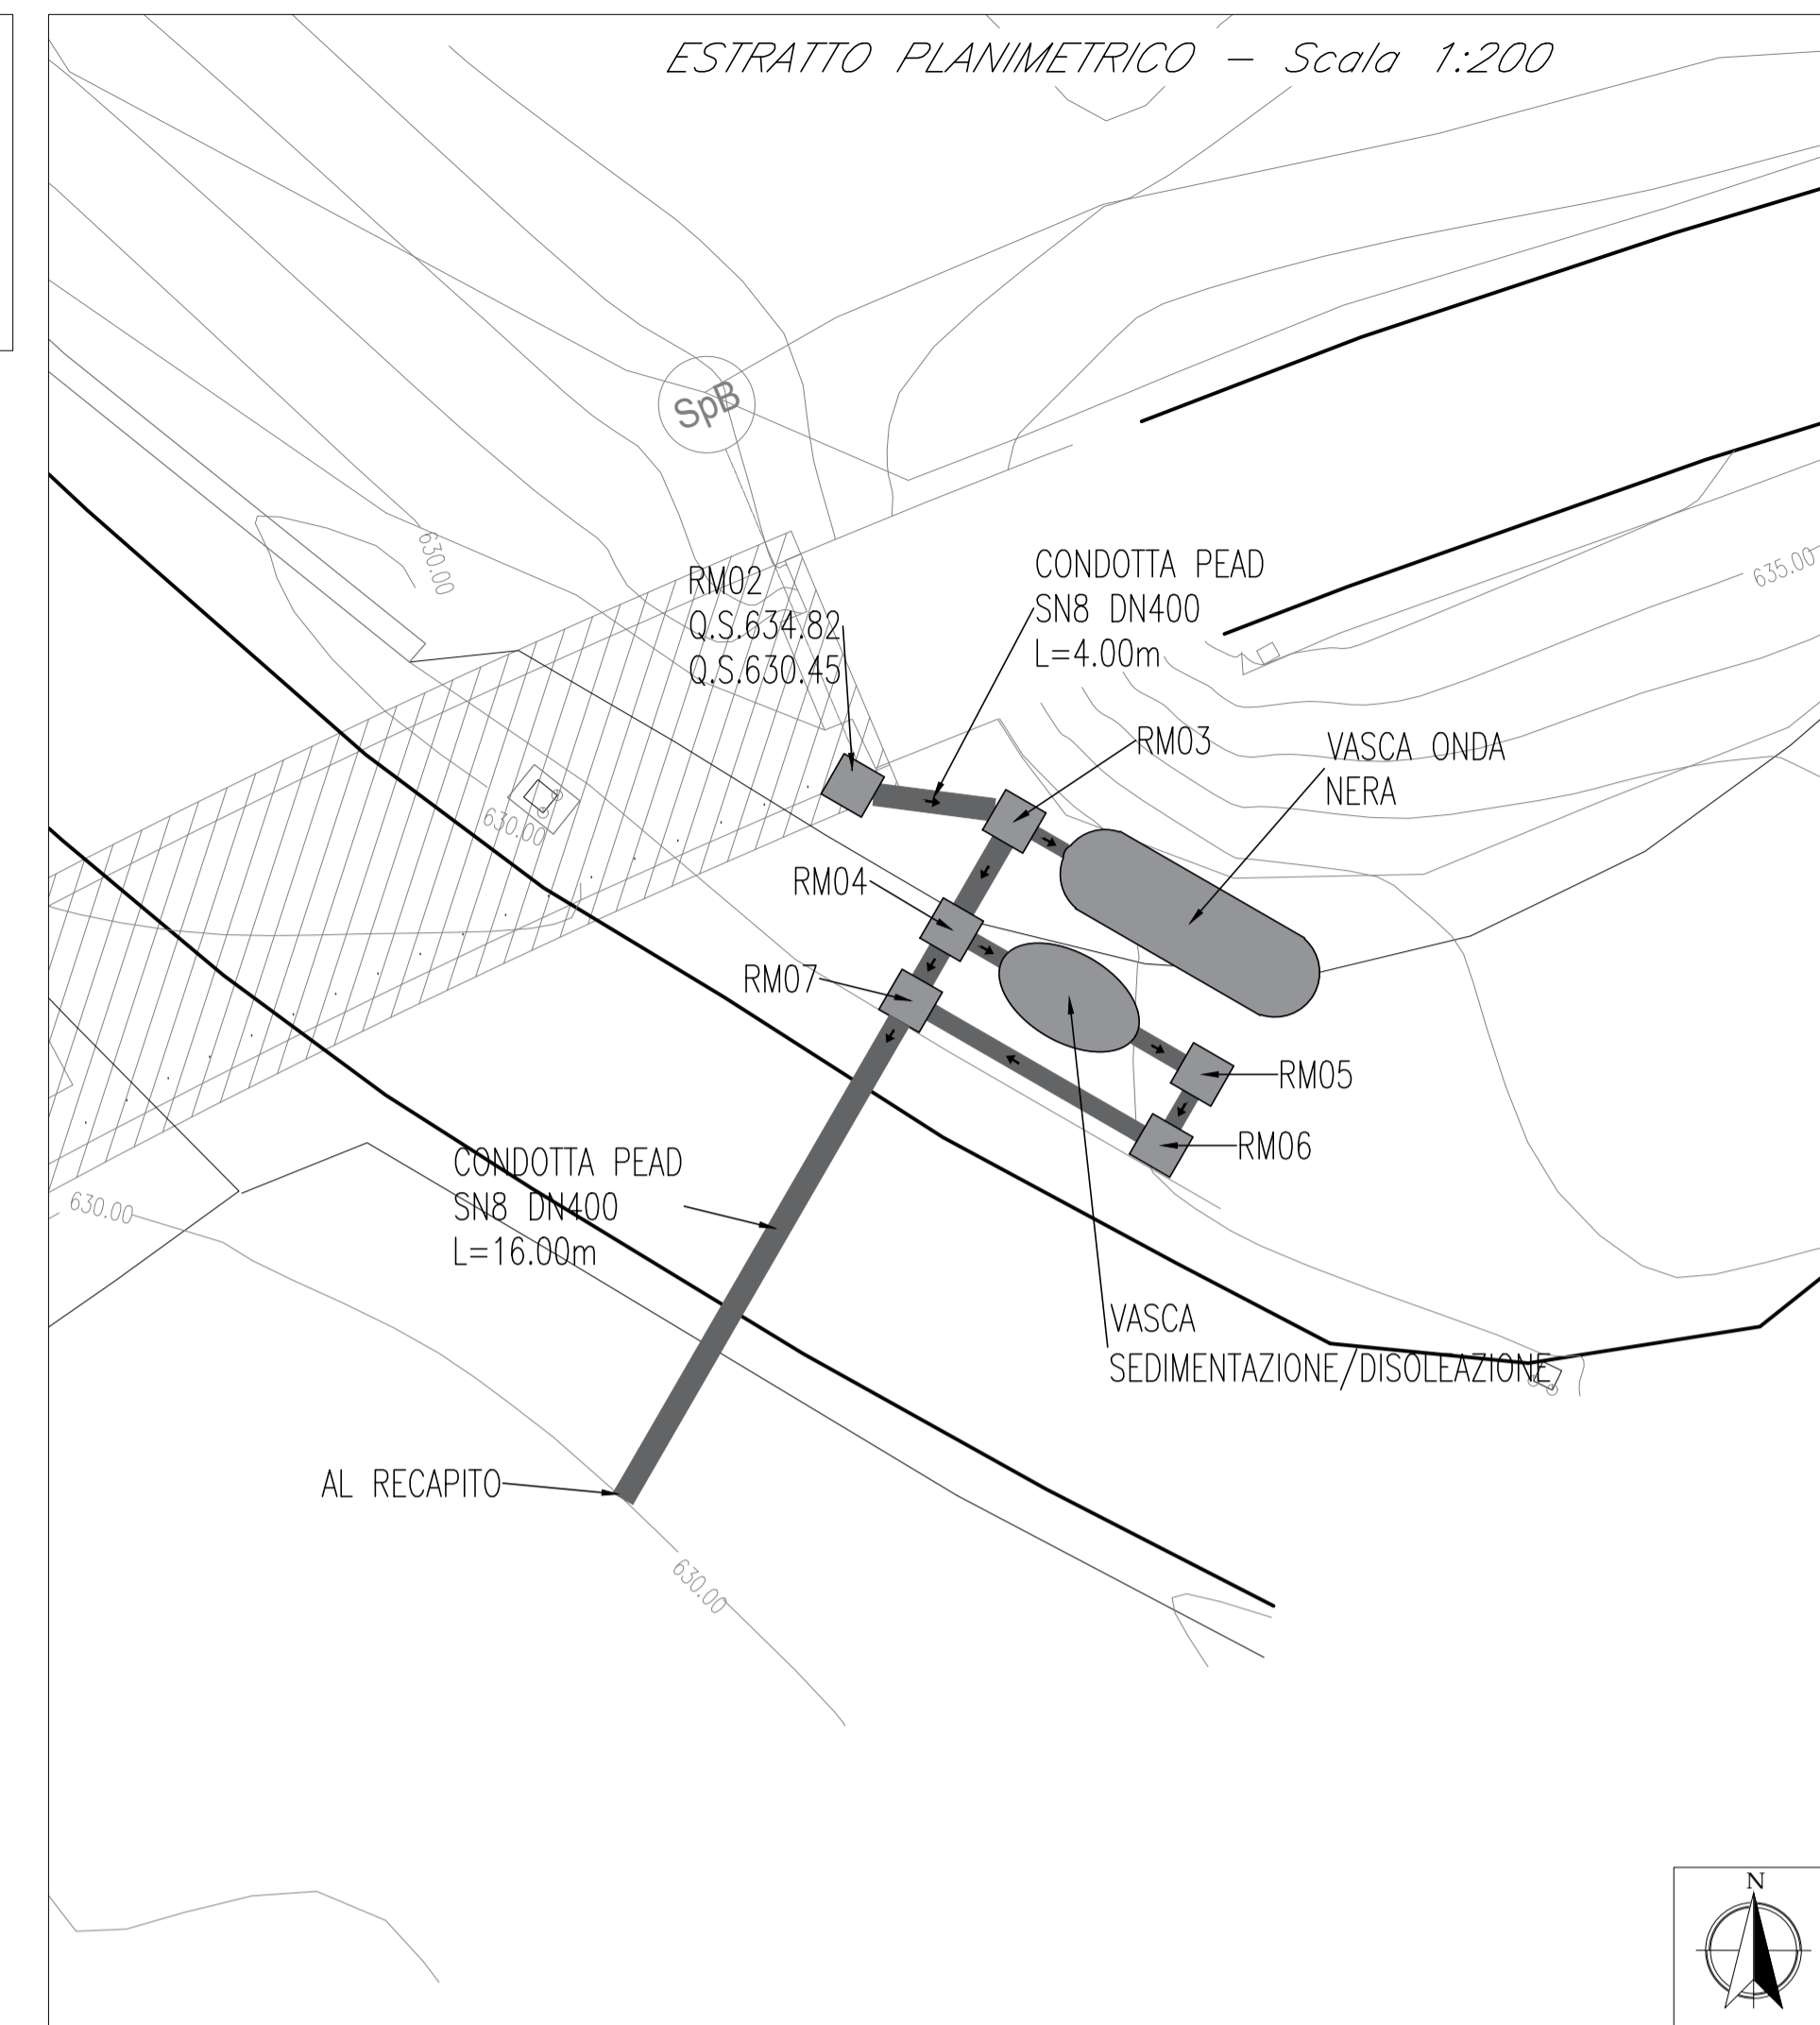 ESTRATTO PLANIMETRICO – Scala 1:200
SpB
630.00
RM02
Q.S.634.82
Q.S.630.45
CONDOTTA PEAD
SN8 DN400
L=4.00m
635.00
RM03
VASCA ONDA
NERA
630.00
RM04
RM07
RM05
RM06
CONDOTTA PEAD
SN8 DN400
L=16.00m
630.00
VASCA
SEDIMENTAZIONE/DISOLEAZIONE
AL RECAPITO
630.00
N